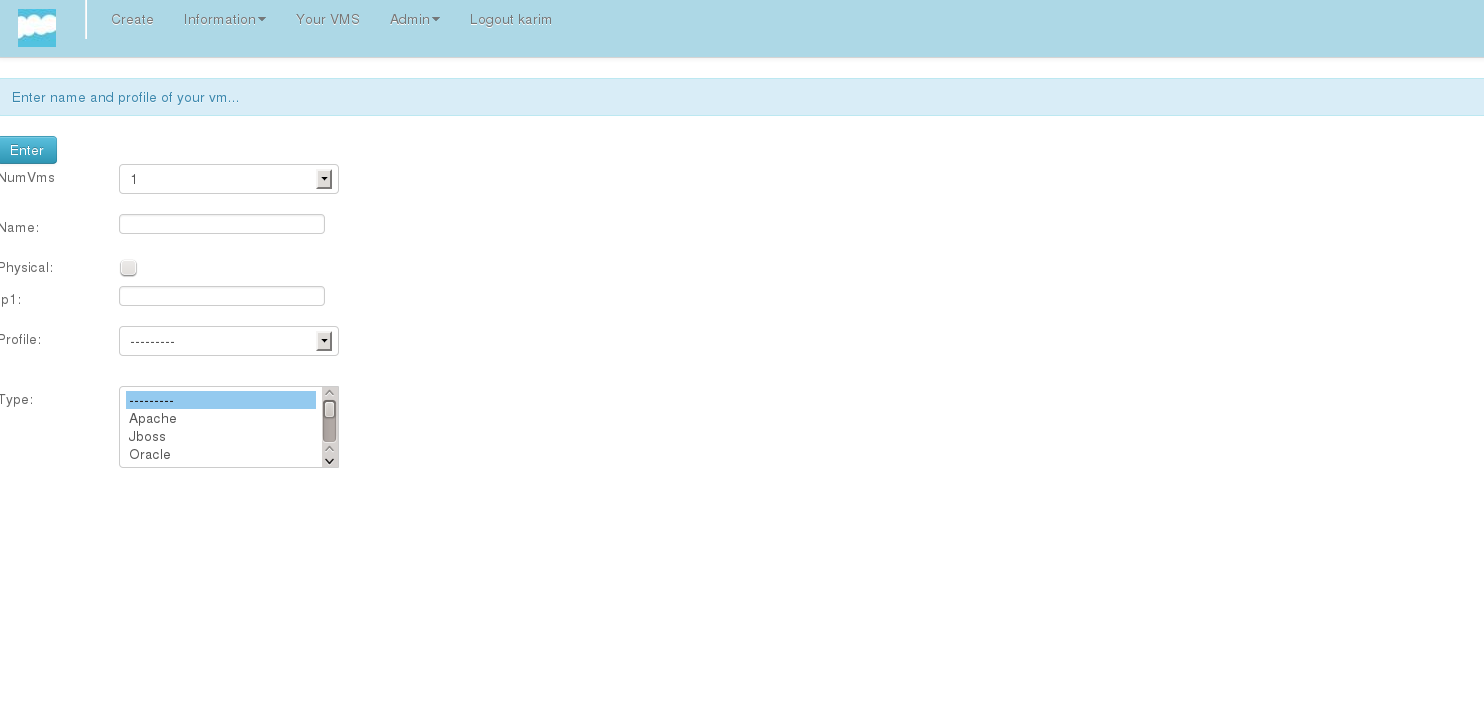 Create Information Your VMS Admin Logout karim
Enter name and profile of your vm...
Enter
NumVms 1
Name:
Physical:
Ip1:
Profile: ---------
Type: ---------
Apache
Jboss
Oracle